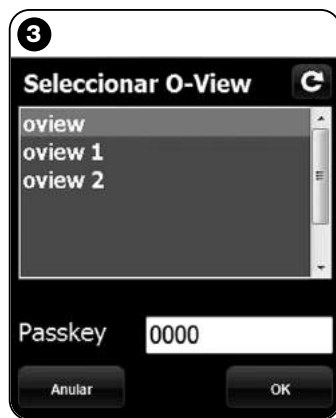 3
Seleccionar O-View
oview
oview 1
oview 2
Passkey 0000
Anular OK